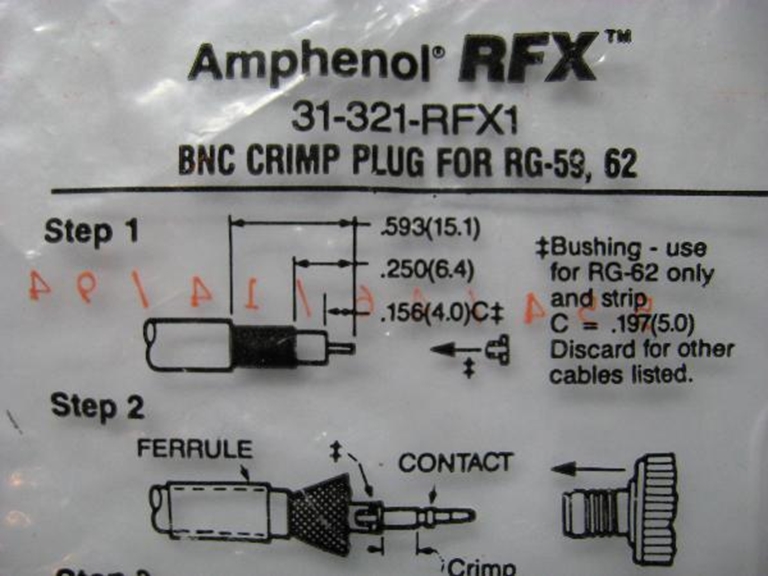 Amphenol® RFX™
31-321-RFX1
BNC CRIMP PLUG FOR RG-59, 62
Step 1
.593(15.1)
.250(6.4)
.156(4.0)C‡
‡
‡Bushing - use
for RG-62 only
and strip
C = .197(5.0)
Discard for other
cables listed.
Step 2
FERRULE
‡
CONTACT
Crimp